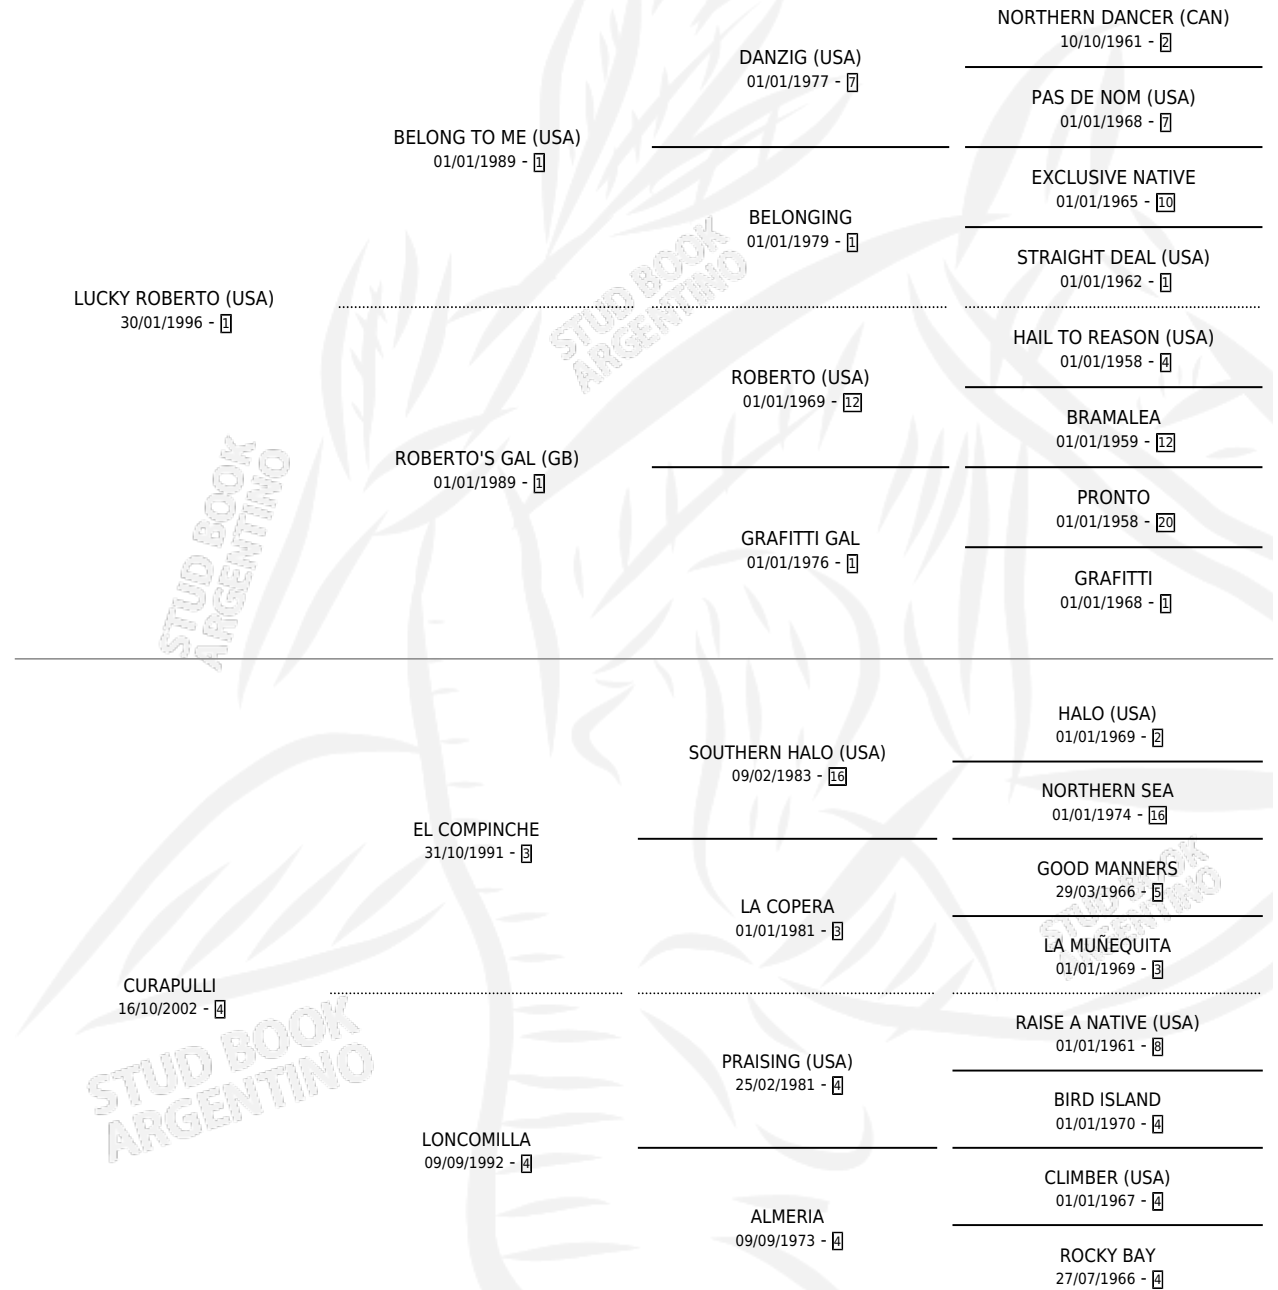 NORTHERN DANCER (CAN)
10/10/1961 - 2
DANZIG (USA)
01/01/1977 - 7
PAS DE NOM (USA)
01/01/1968 - 7
BELONG TO ME (USA)
01/01/1989 - 1
EXCLUSIVE NATIVE
01/01/1965 - 10
BELONGING
01/01/1979 - 1
STRAIGHT DEAL (USA)
01/01/1962 - 1
LUCKY ROBERTO (USA)
30/01/1996 - 1
HAIL TO REASON (USA)
01/01/1958 - 4
ROBERTO (USA)
01/01/1969 - 12
BRAMALEA
01/01/1959 - 12
ROBERTO'S GAL (GB)
01/01/1989 - 1
PRONTO
01/01/1958 - 20
GRAFITTI GAL
01/01/1976 - 1
GRAFITTI
01/01/1968 - 1
HALO (USA)
01/01/1969 - 2
SOUTHERN HALO (USA)
09/02/1983 - 16
NORTHERN SEA
01/01/1974 - 16
EL COMPINCHE
31/10/1991 - 3
GOOD MANNERS
29/03/1966 - 5
LA COPERA
01/01/1981 - 3
LA MUÑEQUITA
01/01/1969 - 3
CURAPULLI
16/10/2002 - 4
RAISE A NATIVE (USA)
01/01/1961 - 8
PRAISING (USA)
25/02/1981 - 4
BIRD ISLAND
01/01/1970 - 4
LONCOMILLA
09/09/1992 - 4
CLIMBER (USA)
01/01/1967 - 4
ALMERIA
09/09/1973 - 4
ROCKY BAY
27/07/1966 - 4
STUD BOOK
ARGENTINO
STUD BOOK
ARGENTINO
STUD BOOK
ARGENTINO
STUD BOOK
ARGENTINO